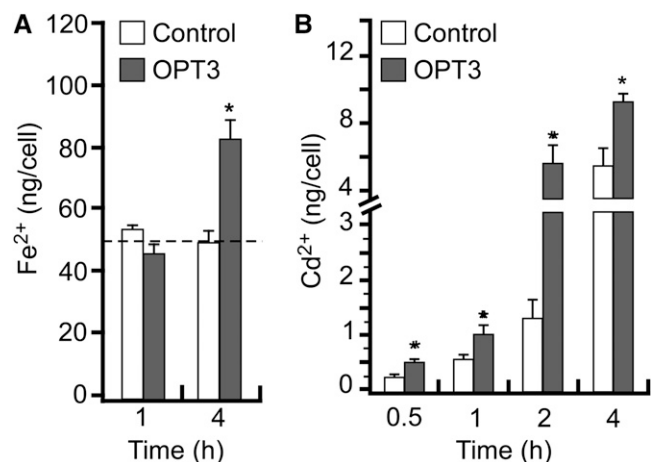 A
Control
OPT3
Fe²⁺ (ng/cell)
120
100
80
60
40
20
0
*
1 4
Time (h)
B
Control
OPT3
Cd²⁺ (ng/cell)
12
8
4
3
2
1
0
* * * *
0.5 1 2 4
Time (h)